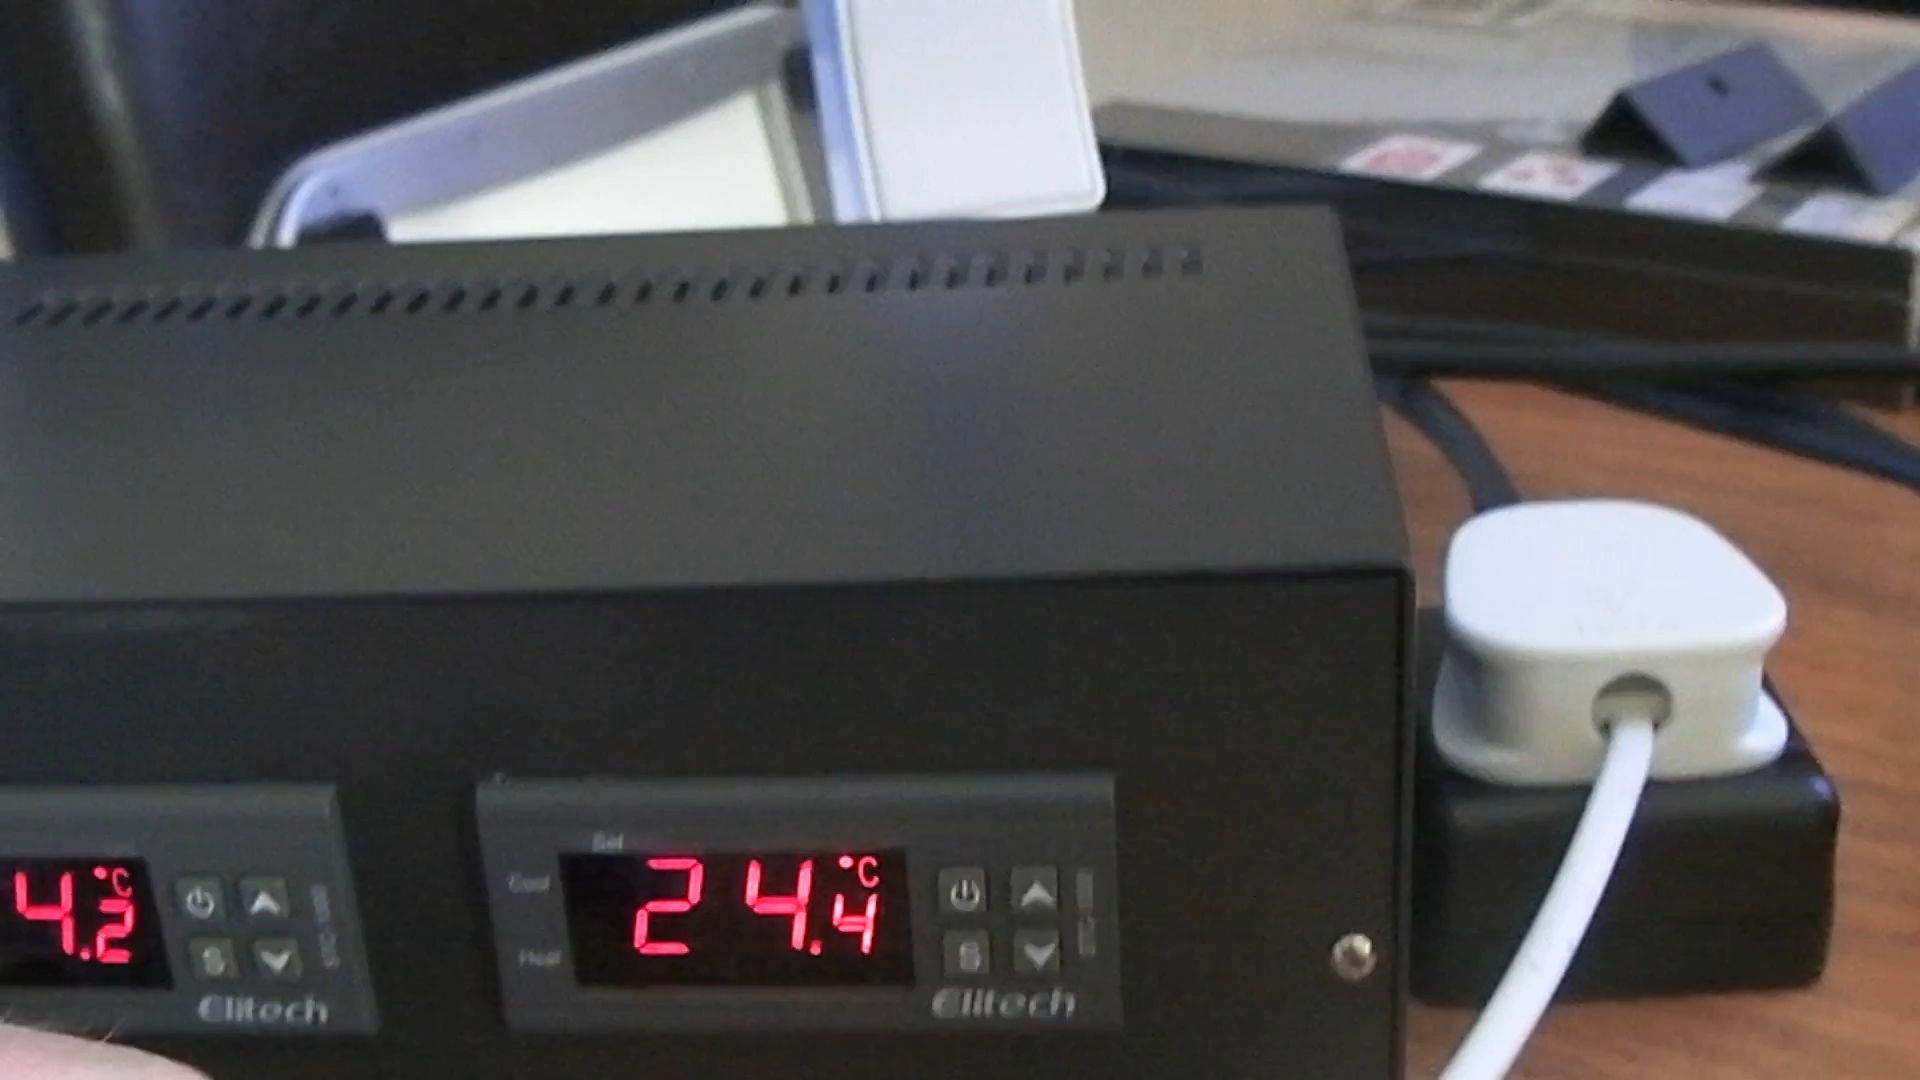 4.2 °C
S
Elitech
Set
Cool
24.4 °C
Heat
S
Elitech